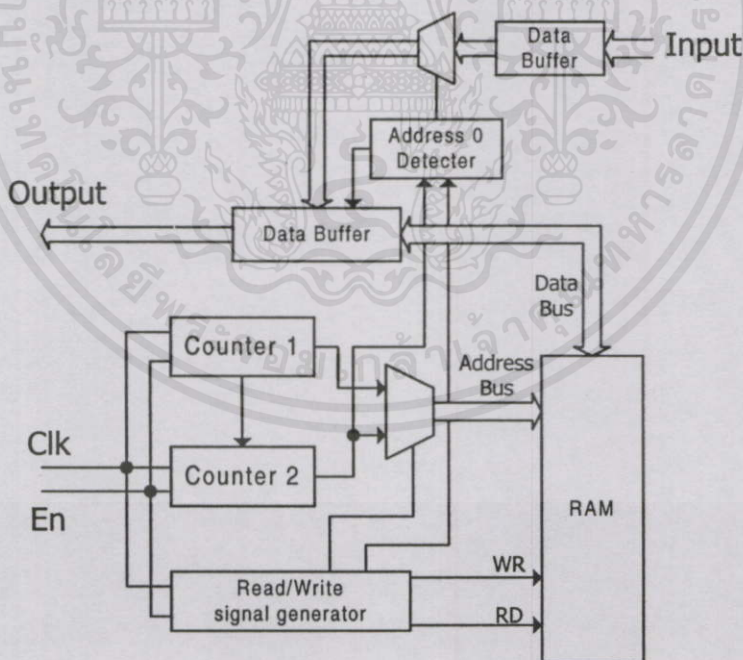 Data
Buffer
Input
Address 0
Detecter
Output
Data Buffer
Data
Bus
Counter 1
Address
Bus
Clk
Counter 2
En
RAM
Read/Write
signal generator
WR
RD